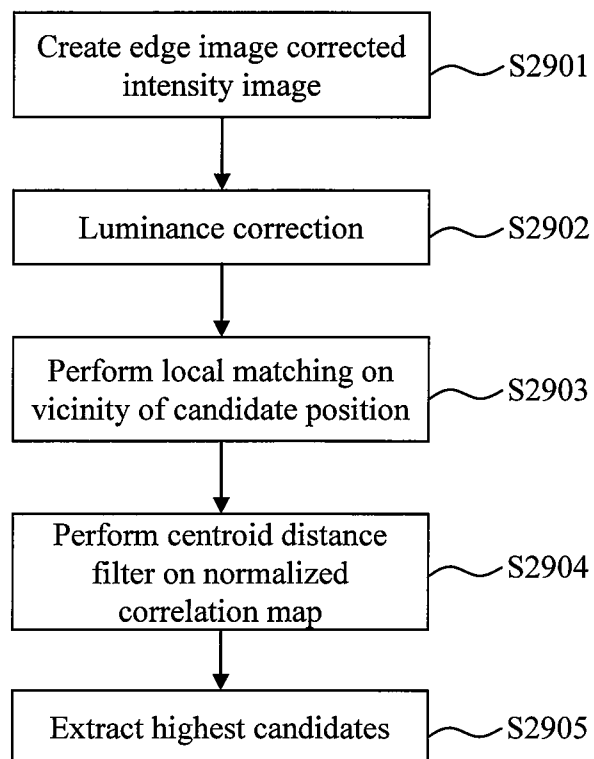 Create edge image corrected
intensity image
S2901
Luminance correction
S2902
Perform local matching on
vicinity of candidate position
S2903
Perform centroid distance
filter on normalized
correlation map
S2904
Extract highest candidates
S2905